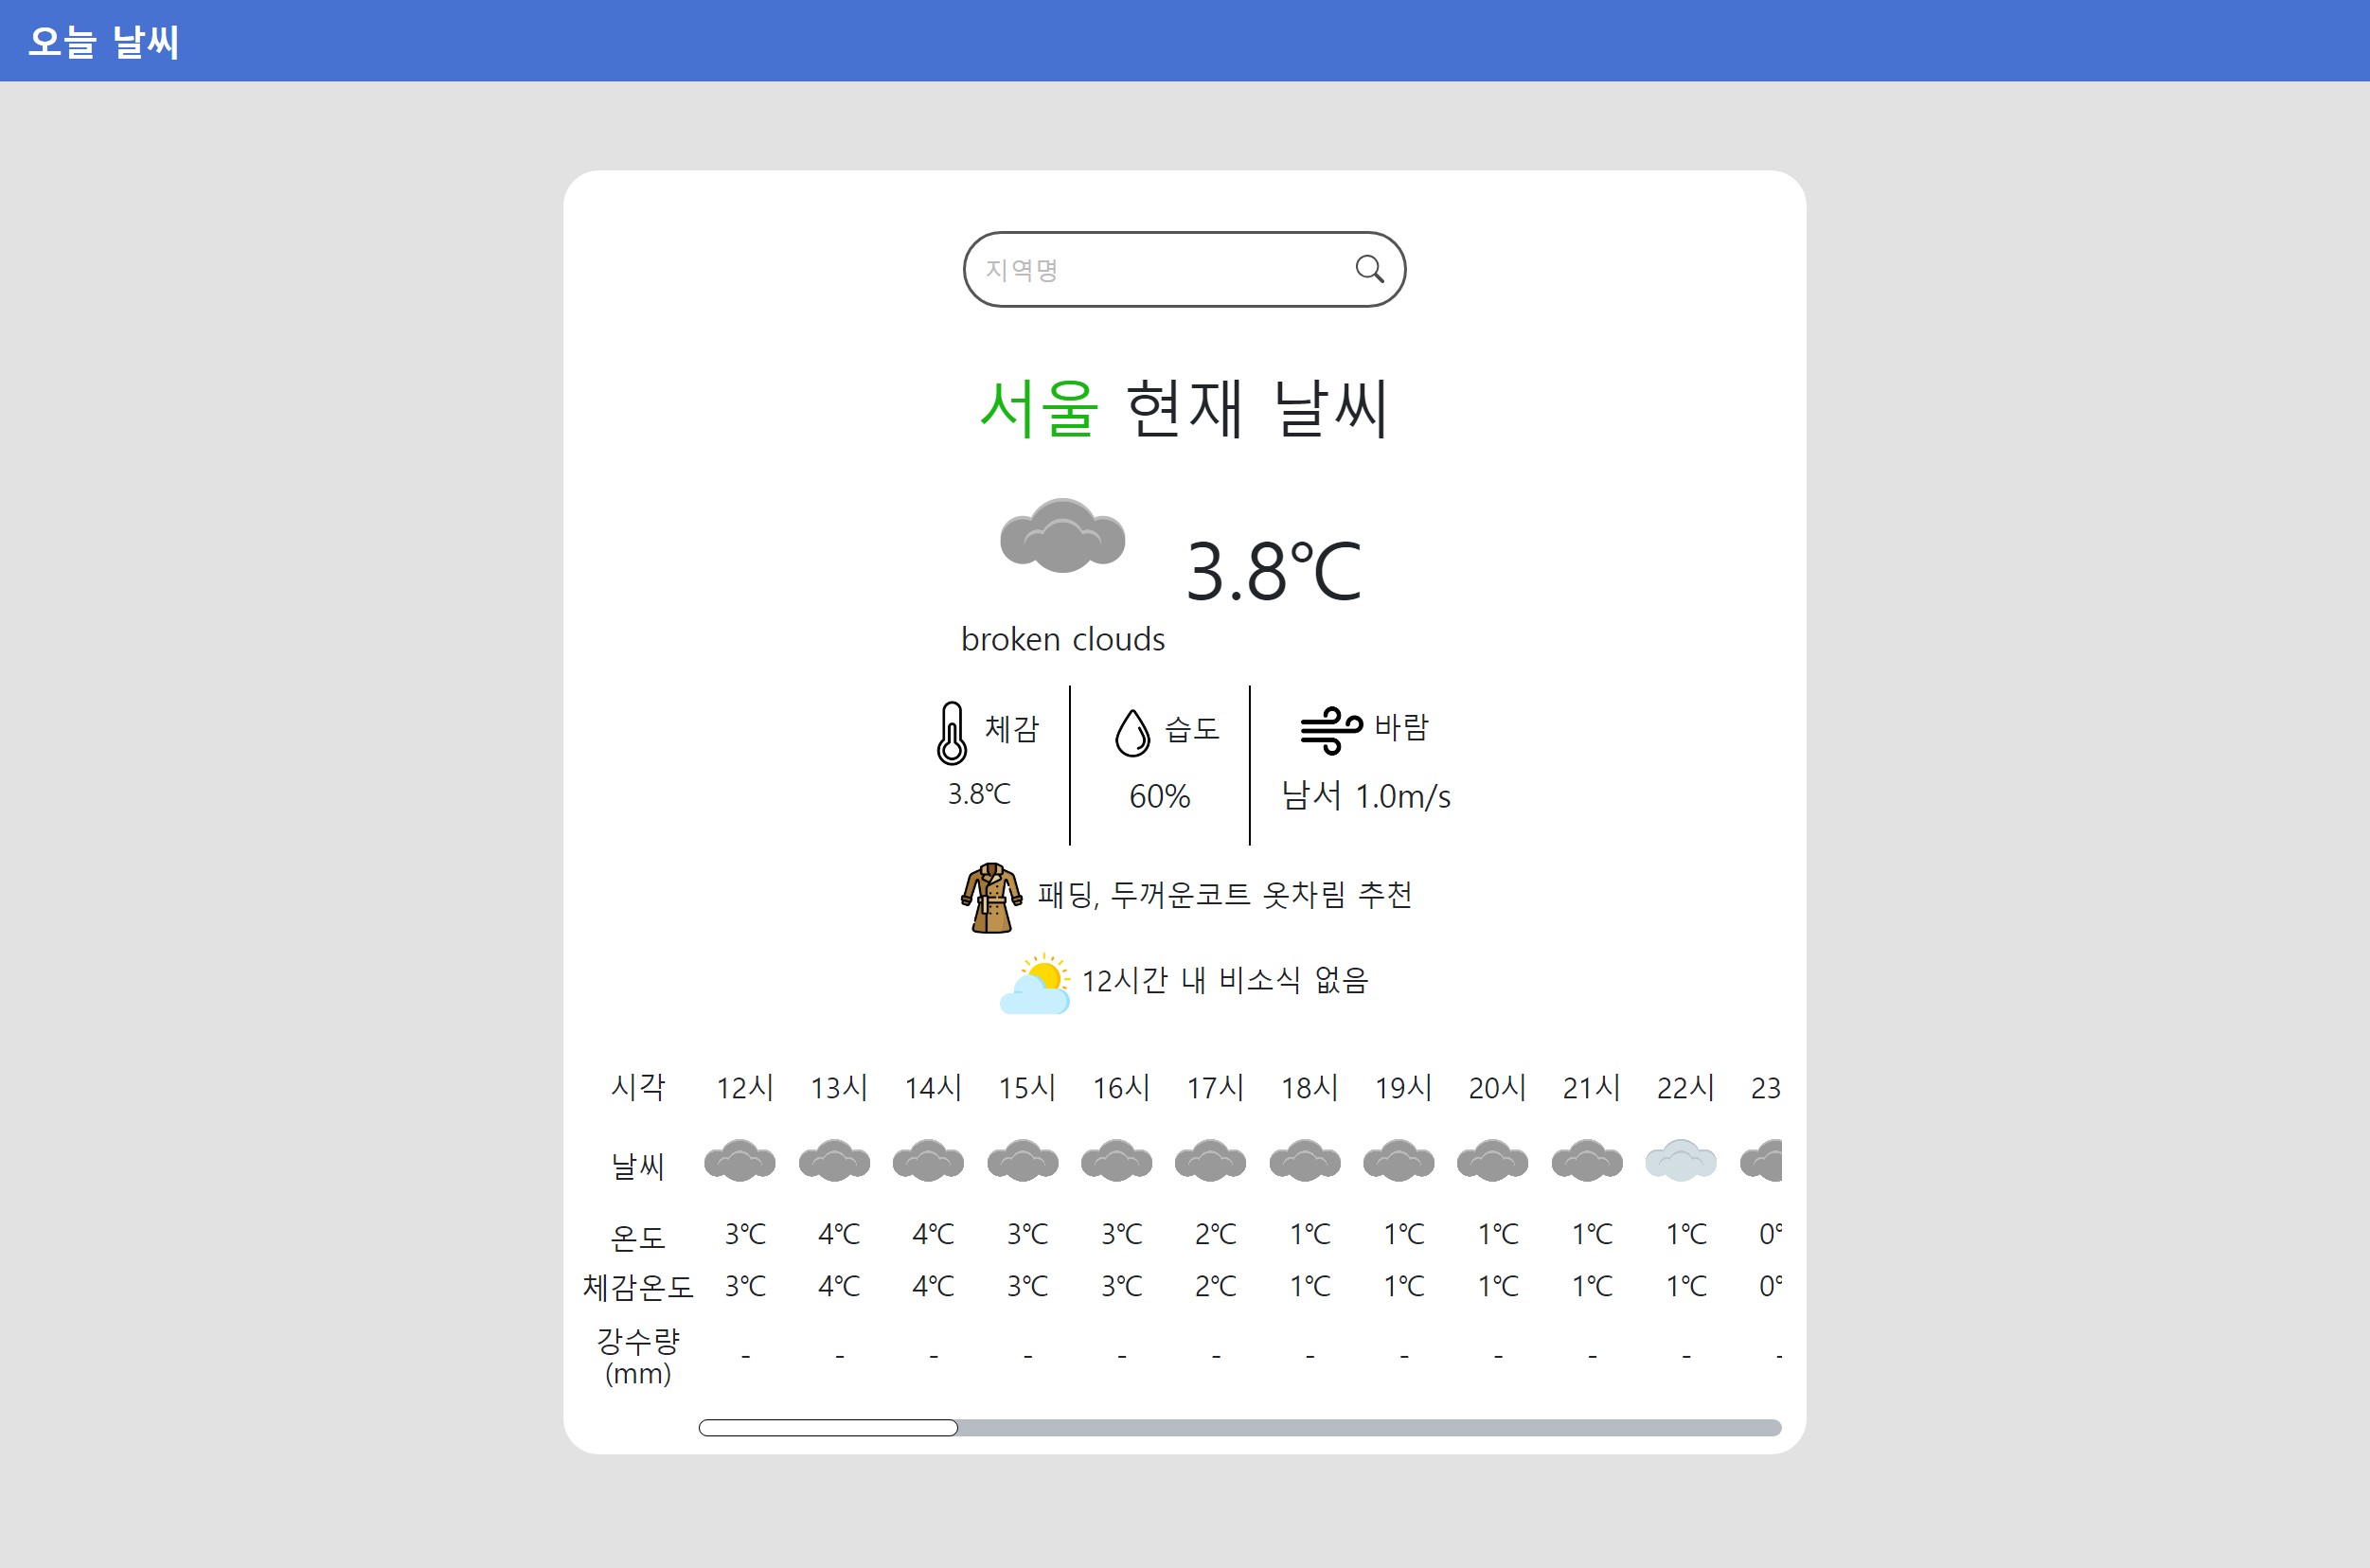 오늘 날씨
지역명
서울 현재 날씨
3.8℃
broken clouds
체감 습도 바람
3.8℃ 60% 남서 1.0m/s
패딩, 두꺼운코트 옷차림 추천
12시간 내 비소식 없음
시각 12시 13시 14시 15시 16시 17시 18시 19시 20시 21시 22시 23
날씨
온도 3℃ 4℃ 4℃ 3℃ 3℃ 2℃ 1℃ 1℃ 1℃ 1℃ 1℃ 0°
체감온도 3℃ 4℃ 4℃ 3℃ 3℃ 2℃ 1℃ 1℃ 1℃ 1℃ 1℃ 0°
강수량
(mm) - - - - - - - - - - - -